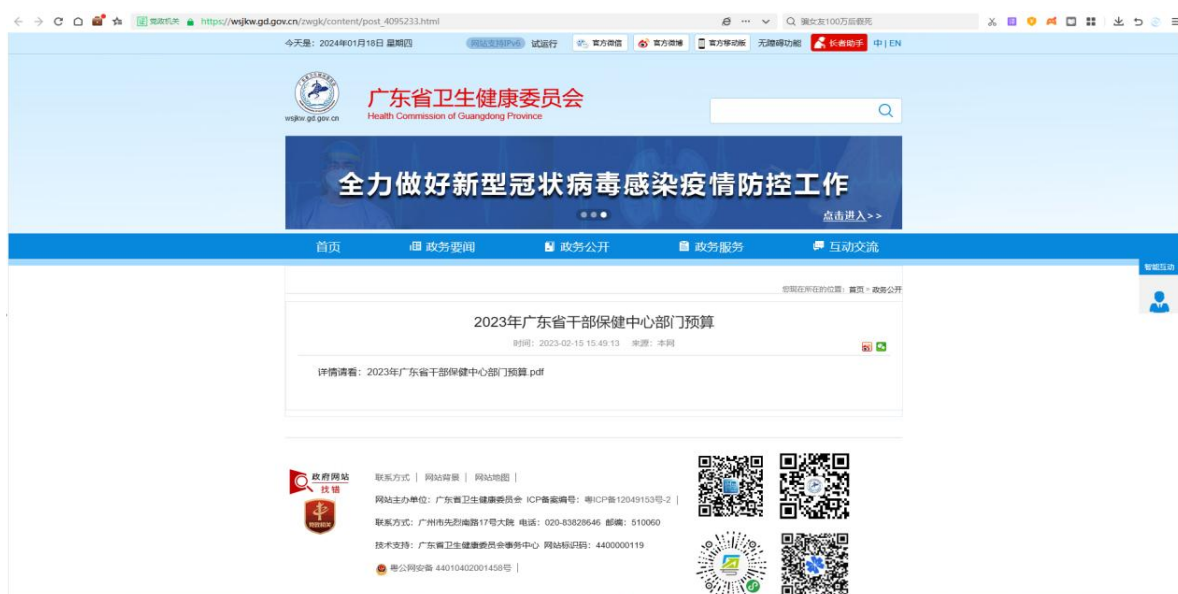 党政机关 https://wsjkw.gd.gov.cn/zwgk/content/post_4095233.html 骗女友100万后假死
今天是：2024年01月18日 星期四 网站支持IPv6 试运行 官方微信 官方微博 官方移动版 无障碍功能 长者助手 中 | EN
wsjkw.gd.gov.cn
广东省卫生健康委员会
Health Commission of Guangdong Province
全力做好新型冠状病毒感染疫情防控工作
点击进入>>
首页 政务要闻 政务公开 政务服务 互动交流
智能互动
您现在所在的位置：首页 > 政务公开
2023年广东省干部保健中心部门预算
时间：2023-02-15 15:49:13 来源：本网
详情请看：2023年广东省干部保健中心部门预算.pdf
政府网站
找错
党政机关
联系方式 | 网站背景 | 网站地图 |
网站主办单位：广东省卫生健康委员会 ICP备案编号：粤ICP备12049153号-2 |
联系方式：广州市先烈南路17号大院 电话：020-83828646 邮编：510060
技术支持：广东省卫生健康委员会事务中心 网站标识码：4400000119
粤公网安备 44010402001458号 |